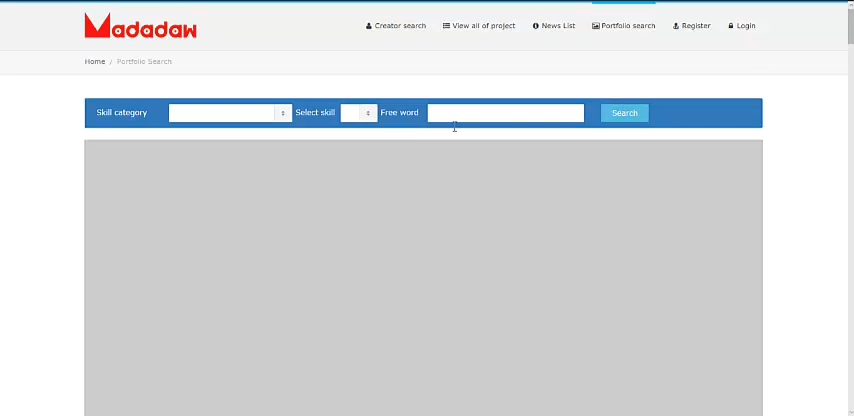 Madadaw
Creator search View all of project News List Portfolio search Register Login
Home / Portfolio Search
Skill category Select skill Free word Search